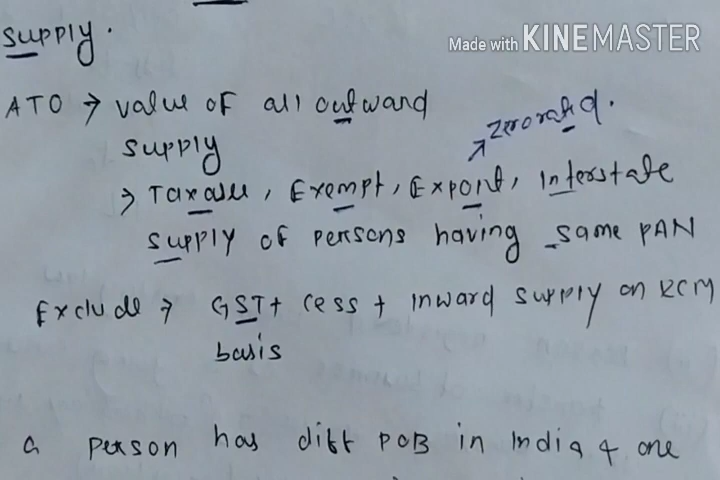 supply.
Made with KINEMASTER
ATO → value of all outward
→ zero rated.
supply
→ Taxable, Exempt, Export, Interstate
supply of persons having same PAN
Exclude → GST + cess + inward supply on RCM
basis
a person has diff POB in India & one